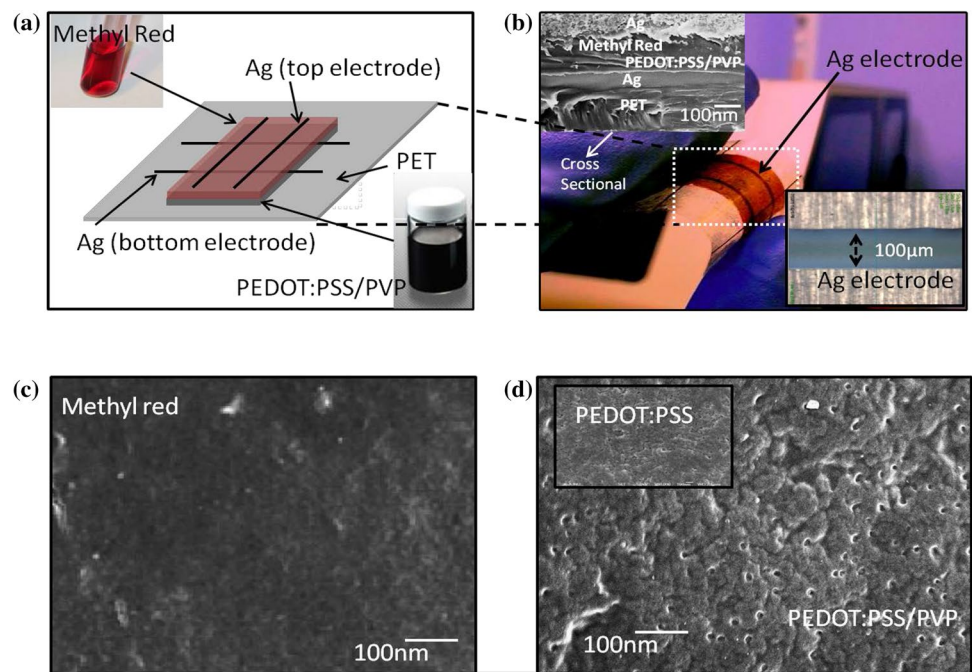 (a)
Methyl Red
Ag (top electrode)
PET
Ag (bottom electrode)
PEDOT:PSS/PVP
(b)
Ag
Methyl Red
PEDOT:PSS/PVP
Ag
PET
100nm
Cross
Sectional
Ag electrode
100μm
Ag electrode
(c)
Methyl red
100nm
(d)
PEDOT:PSS
PEDOT:PSS/PVP
100nm